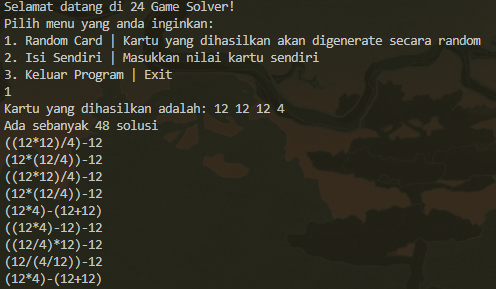 Selamat datang di 24 Game Solver!
Pilih menu yang anda inginkan:
1. Random Card | Kartu yang dihasilkan akan digenerate secara random
2. Isi Sendiri | Masukkan nilai kartu sendiri
3. Keluar Program | Exit
1
Kartu yang dihasilkan adalah: 12 12 12 4
Ada sebanyak 48 solusi
((12*12)/4)-12
(12*(12/4))-12
((12*12)/4)-12
(12*(12/4))-12
(12*4)-(12+12)
((12*4)-12)-12
((12/4)*12)-12
(12/(4/12))-12
(12*4)-(12+12)